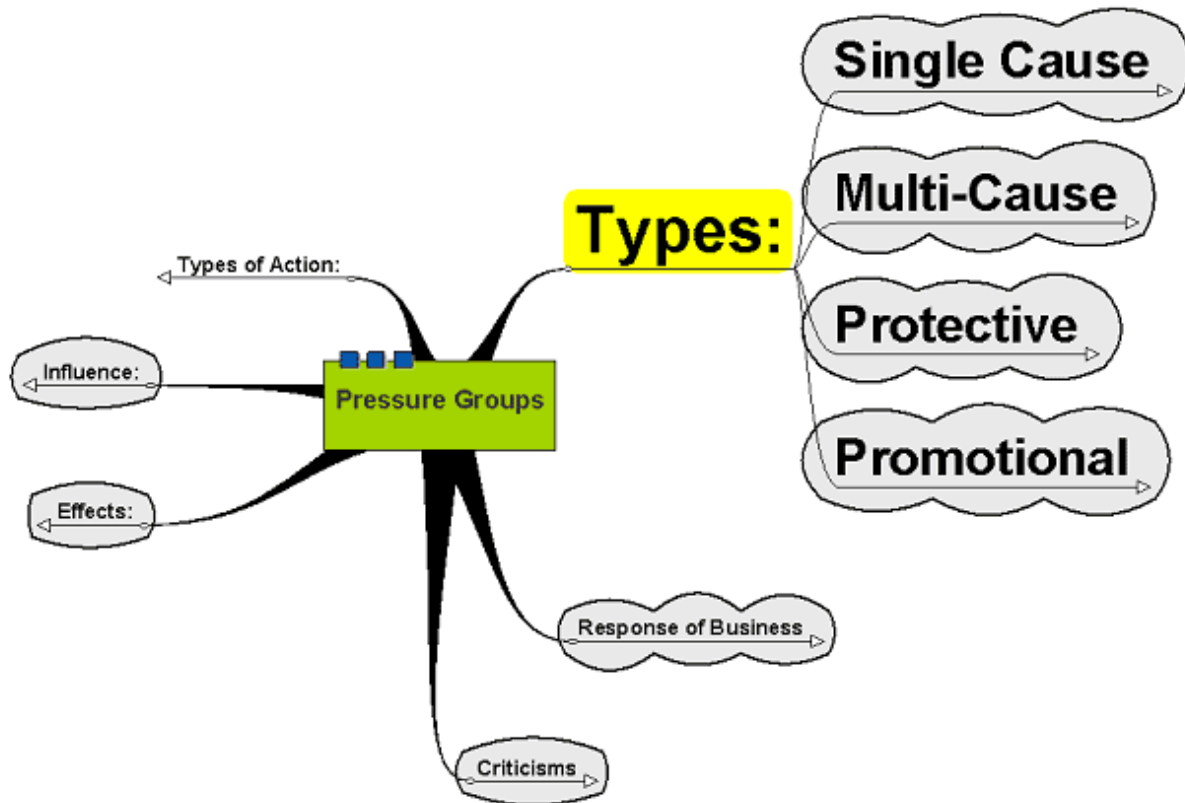 Single Cause
Multi-Cause
Types:
Protective
Promotional
Types of Action:
Influence:
Pressure Groups
Effects:
Response of Business
Criticisms